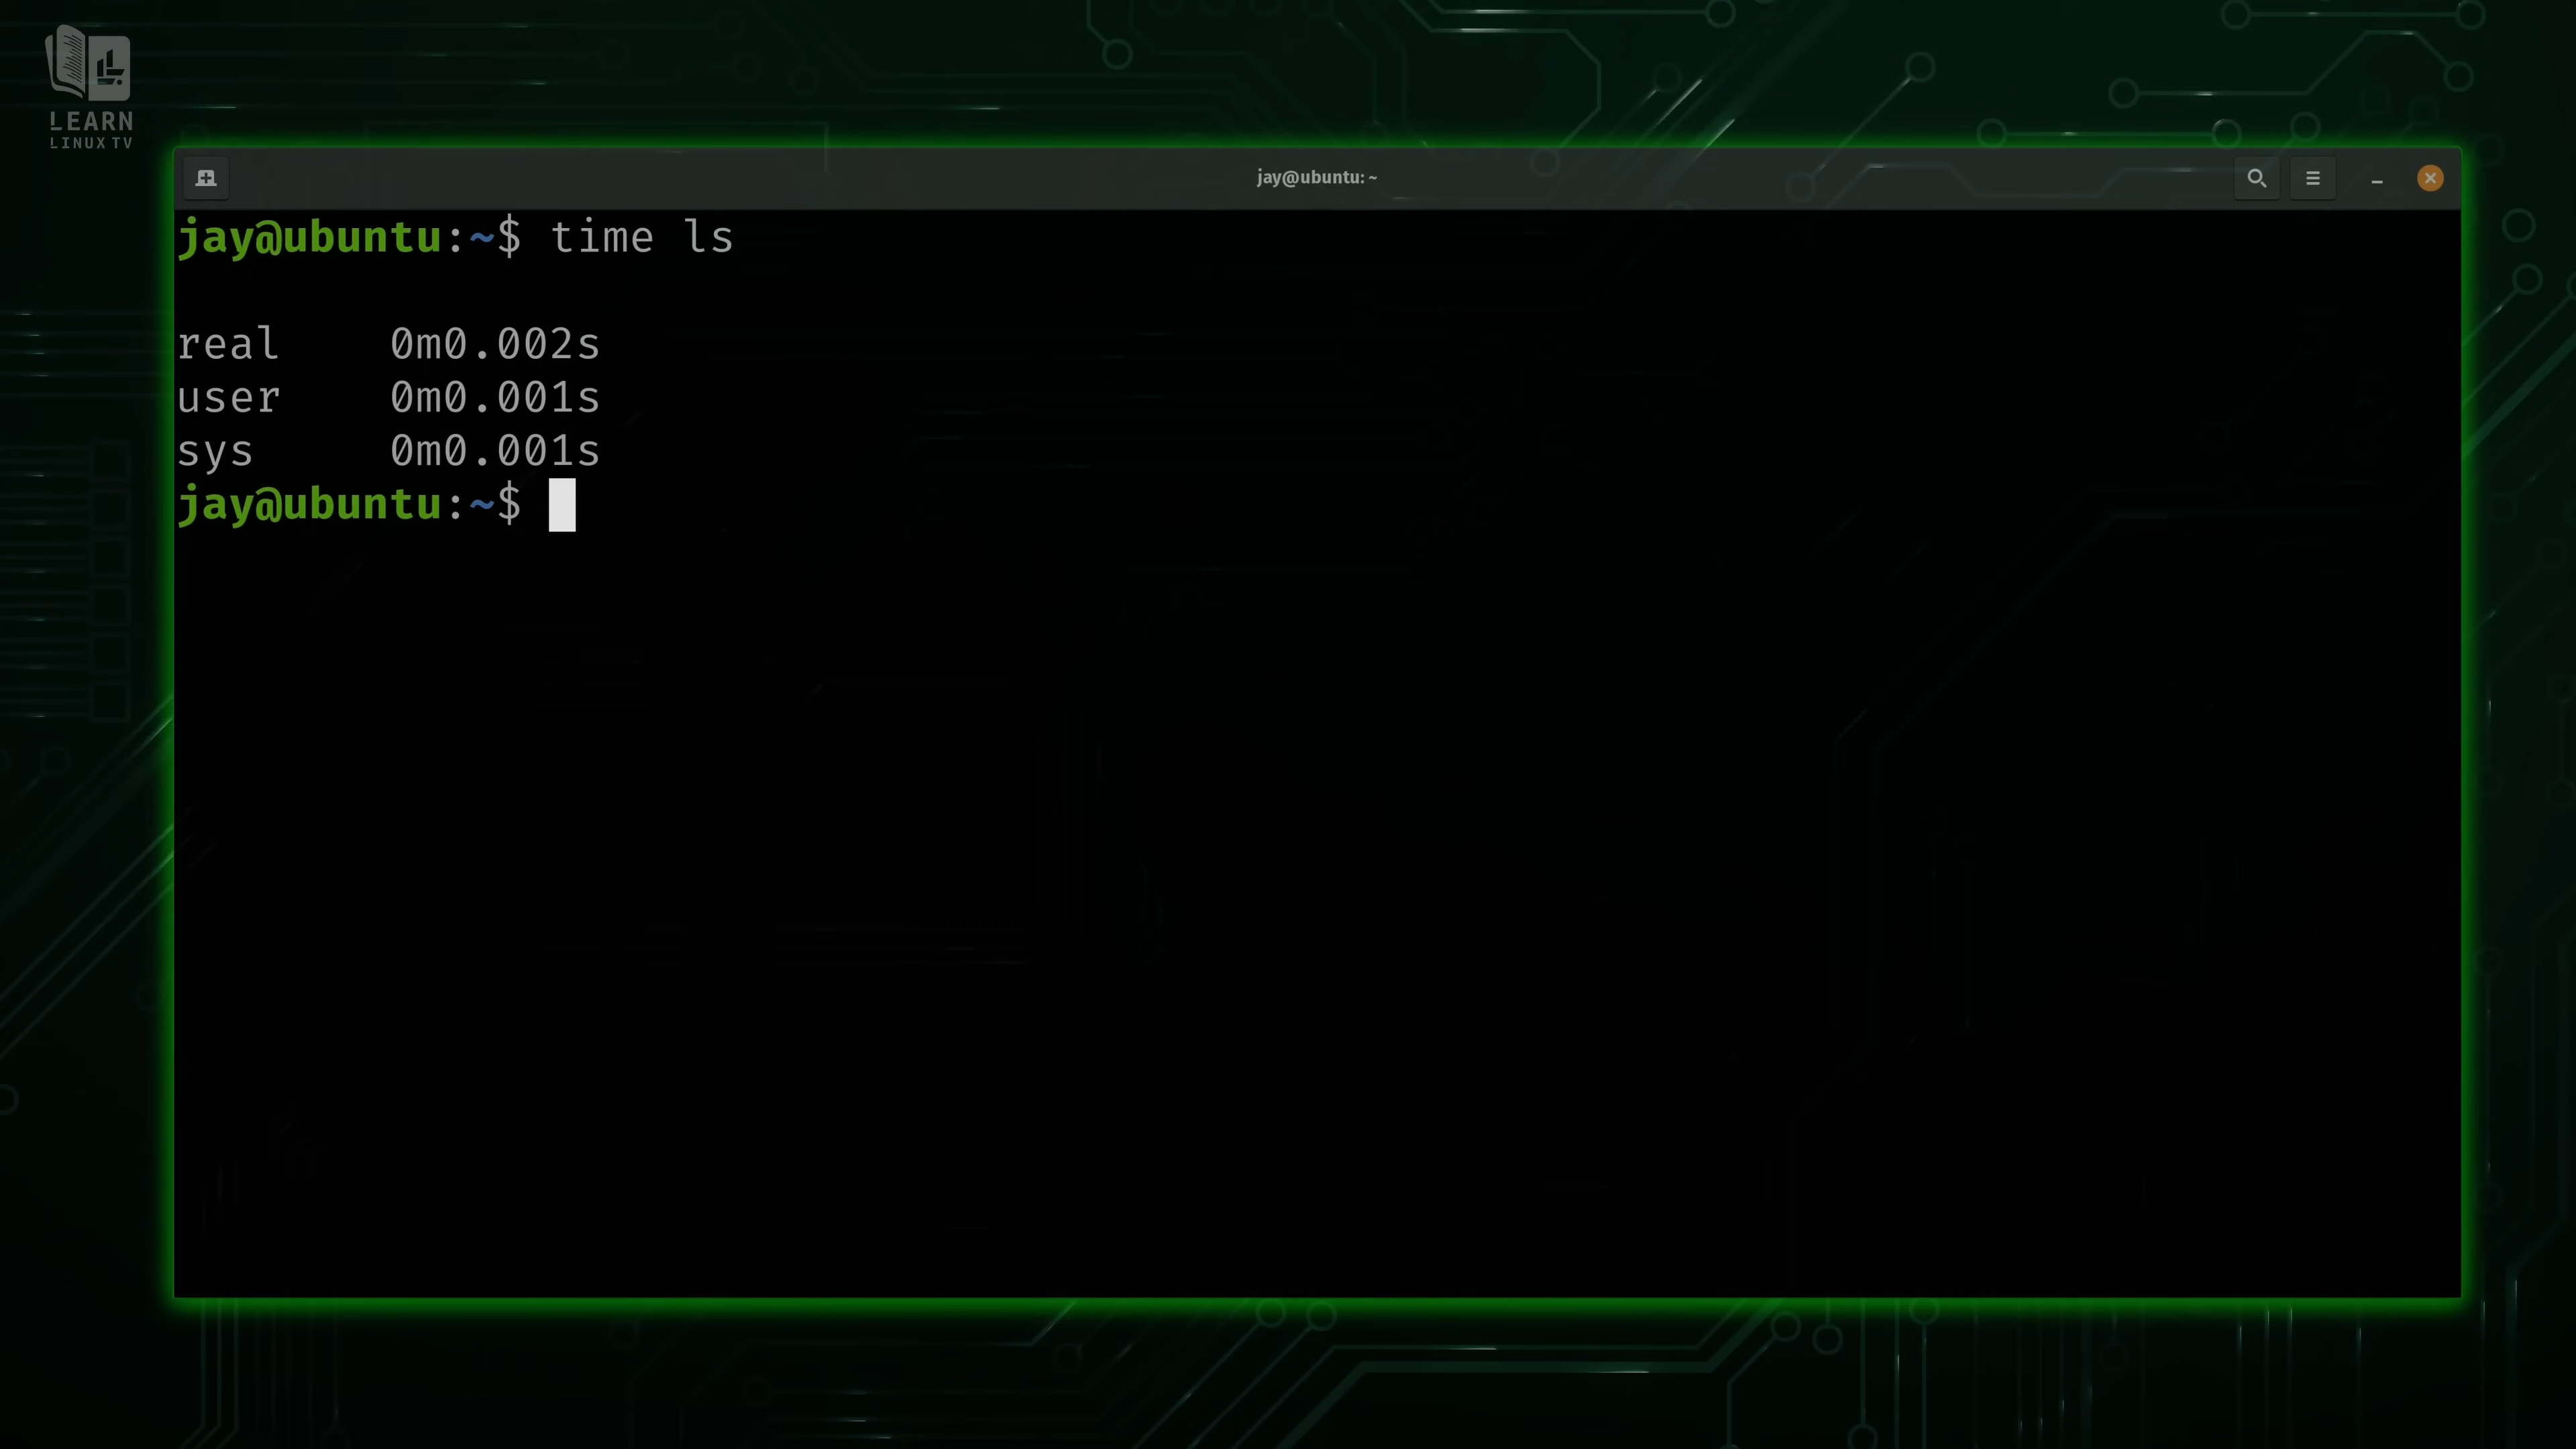 LEARN
LINUX TV
jay@ubuntu: ~
jay@ubuntu:~$ time ls
real 0m0.002s
user 0m0.001s
sys 0m0.001s
jay@ubuntu:~$